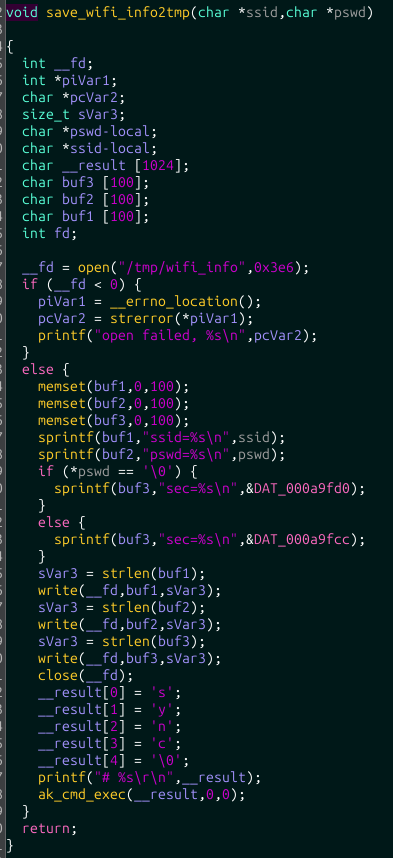 void save_wifi_info2tmp(char *ssid,char *pswd)
{
int __fd;
int *piVar1;
char *pcVar2;
size_t sVar3;
char *pswd-local;
char *ssid-local;
char __result [1024];
char buf3 [100];
char buf2 [100];
char buf1 [100];
int fd;
__fd = open("/tmp/wifi_info",0x3e6);
if (__fd < 0) {
piVar1 = __errno_location();
pcVar2 = strerror(*piVar1);
printf("open failed, %s\n",pcVar2);
}
else {
memset(buf1,0,100);
memset(buf2,0,100);
memset(buf3,0,100);
sprintf(buf1,"ssid=%s\n",ssid);
sprintf(buf2,"pswd=%s\n",pswd);
if (*pswd == '\0') {
sprintf(buf3,"sec=%s\n",&DAT_000a9fd0);
}
else {
sprintf(buf3,"sec=%s\n",&DAT_000a9fcc);
}
sVar3 = strlen(buf1);
write(__fd,buf1,sVar3);
sVar3 = strlen(buf2);
write(__fd,buf2,sVar3);
sVar3 = strlen(buf3);
write(__fd,buf3,sVar3);
close(__fd);
__result[0] = 's';
__result[1] = 'y';
__result[2] = 'n';
__result[3] = 'c';
__result[4] = '\0';
printf("# %s\r\n",__result);
ak_cmd_exec(__result,0,0);
}
return;
}